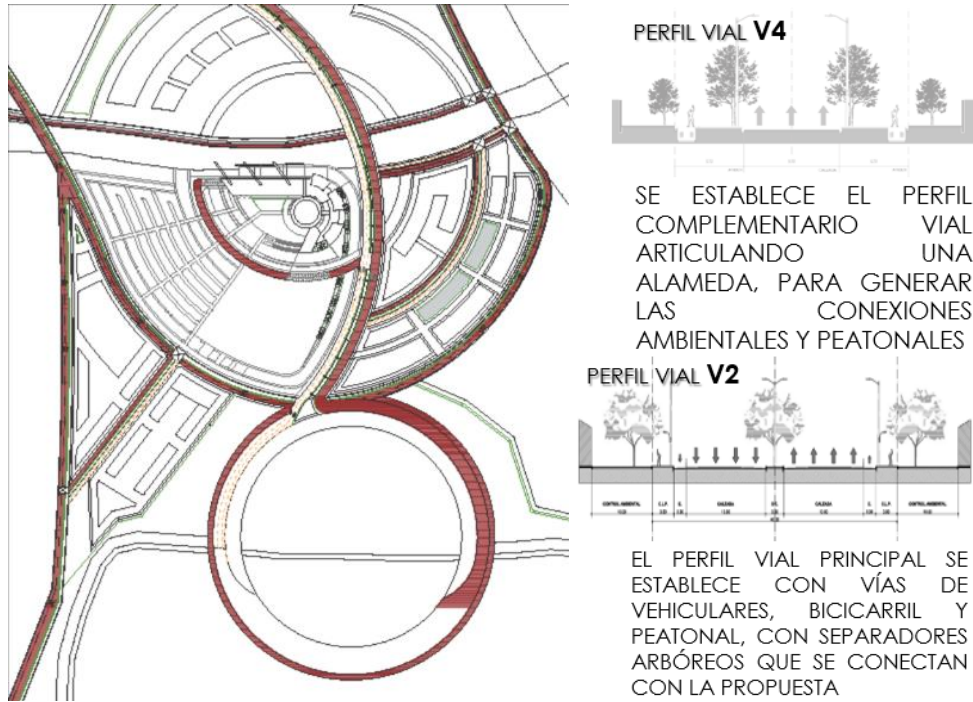 PERFIL VIAL V4
SE ESTABLECE EL PERFIL
COMPLEMENTARIO VIAL
ARTICULANDO UNA
ALAMEDA, PARA GENERAR
LAS CONEXIONES
AMBIENTALES Y PEATONALES
PERFIL VIAL V2
CONTROL AMBIENTAL
CALZADA
CALZADA
CONTROL AMBIENTAL
EL PERFIL VIAL PRINCIPAL SE
ESTABLECE CON VÍAS DE
VEHICULARES, BICICARRIL Y
PEATONAL, CON SEPARADORES
ARBÓREOS QUE SE CONECTAN
CON LA PROPUESTA